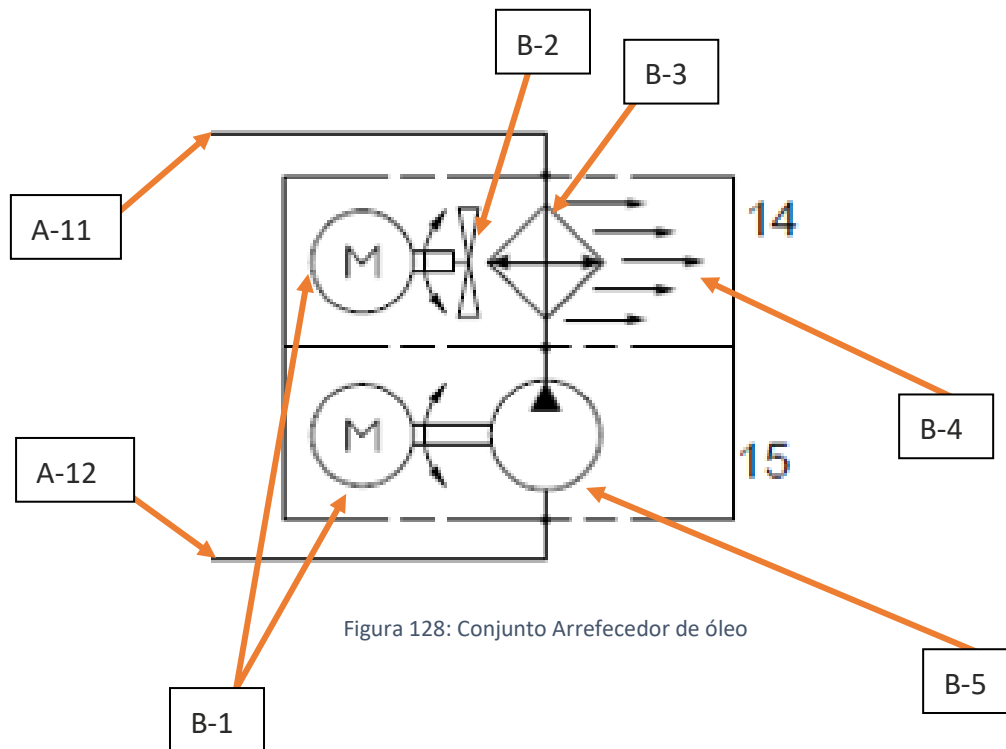 B-2
B-3
A-11
14
M
B-4
A-12
M
15
Figura 128: Conjunto Arrefecedor de óleo
B-5
B-1